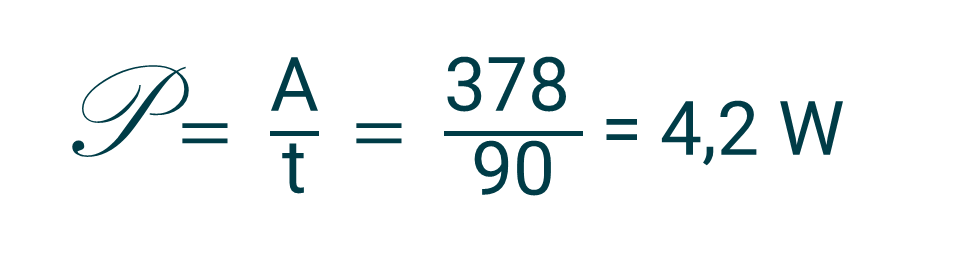 𝒫 = A/t = 378/90 = 4,2 W